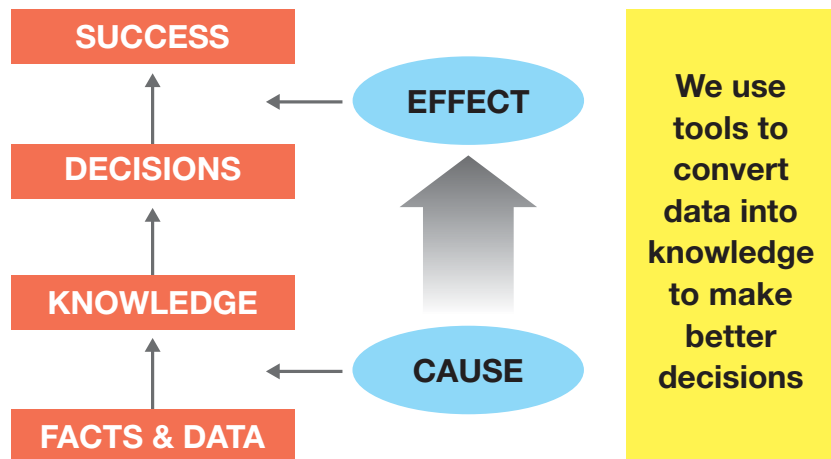 SUCCESS
DECISIONS
KNOWLEDGE
FACTS & DATA
EFFECT
CAUSE
We use
tools to
convert
data into
knowledge
to make
better
decisions